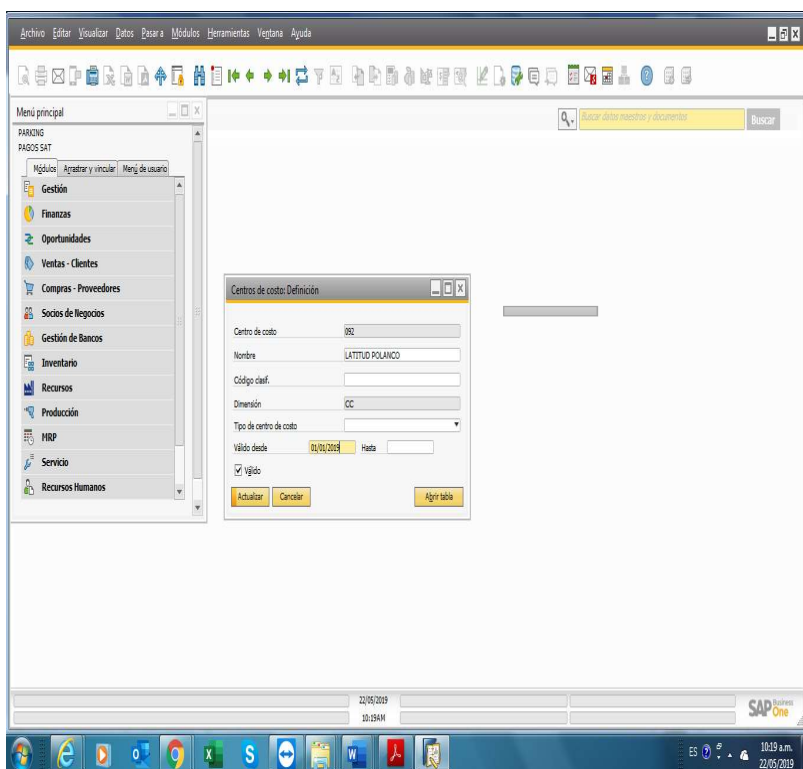 Archivo Editar Visualizar Datos Pasar a Módulos Herramientas Ventana Ayuda
Menú principal
PARKING
PAGOS SAT
Módulos Arrastrar y vincular Menú de usuario
Gestión
Finanzas
Oportunidades
Ventas - Clientes
Compras - Proveedores
Socios de Negocios
Gestión de Bancos
Inventario
Recursos
Producción
MRP
Servicio
Recursos Humanos
Buscar datos maestros y documentos Buscar
Centros de costo: Definición
Centro de costo 092
Nombre LATITUD POLANCO
Código clasif.
Dimensión CC
Tipo de centro de costo
Válido desde 01/01/2019 Hasta
Válido
Actualizar Cancelar Abrir tabla
22/05/2019
10:19AM
SAP Business One
ES 10:19 a.m.
22/05/2019